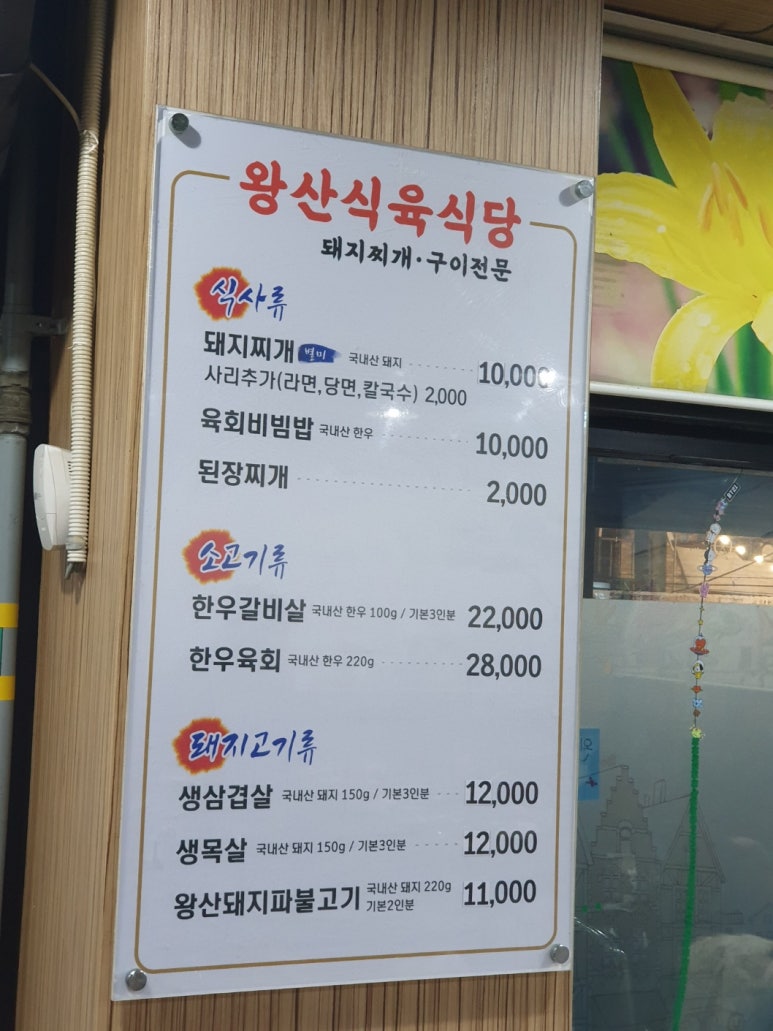 왕산식육식당
돼지찌개·구이전문
식사류
돼지찌개 별미 국내산 돼지 10,000
사리추가(라면,당면,칼국수) 2,000
육회비빔밥 국내산 한우 10,000
된장찌개 2,000
소고기류
한우갈비살 국내산 한우 100g / 기본3인분 22,000
한우육회 국내산 한우 220g 28,000
돼지고기류
생삼겹살 국내산 돼지 150g / 기본3인분 12,000
생목살 국내산 돼지 150g / 기본3인분 12,000
왕산돼지파불고기 국내산 돼지 220g 11,000
기본2인분